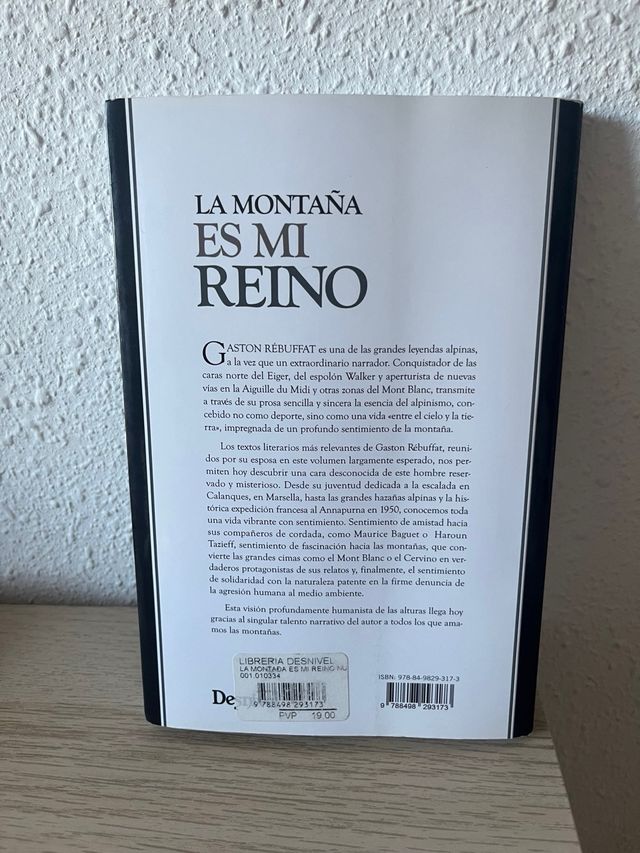 LA MONTAÑA
ES MI
REINO
GASTON RÉBUFFAT es una de las grandes leyendas alpinas,
a la vez que un extraordinario narrador. Conquistador de las
caras norte del Eiger, del espolón Walker y aperturista de nuevas
vías en la Aiguille du Midi y otras zonas del Mont Blanc, transmite
a través de su prosa sencilla y sincera la esencia del alpinismo, con-
cebido no como deporte, sino como una vida «entre el cielo y la tie-
rra», impregnada de un profundo sentimiento de la montaña.
Los textos literarios más relevantes de Gaston Rébuffat, reuni-
dos por su esposa en este volumen largamente esperado, nos per-
miten hoy descubrir una cara desconocida de este hombre reser-
vado y misterioso. Desde su juventud dedicada a la escalada en
Calanques, en Marsella, hasta las grandes hazañas alpinas y la his-
tórica expedición francesa al Annapurna en 1950, conocemos toda
una vida vibrante con sentimiento. Sentimiento de amistad hacia
sus compañeros de cordada, como Maurice Baguet o Haroun
Tazieff, sentimiento de fascinación hacia las montañas, que con-
vierte las grandes cimas como el Mont Blanc o el Cervino en ver-
daderos protagonistas de sus relatos y, finalmente, el sentimiento
de solidaridad con la naturaleza patente en la firme denuncia de
la agresión humana al medio ambiente.
Esta visión profundamente humanista de las alturas llega hoy
gracias al singular talento narrativo del autor a todos los que ama-
mos las montañas.
LIBRERIA DESNIVEL
LA MONTAÐA ES MI REINO NU
001.010334
9 788498 293173
PVP 19.00
De
ISBN: 978-84-9829-317-3
9 788498 293173